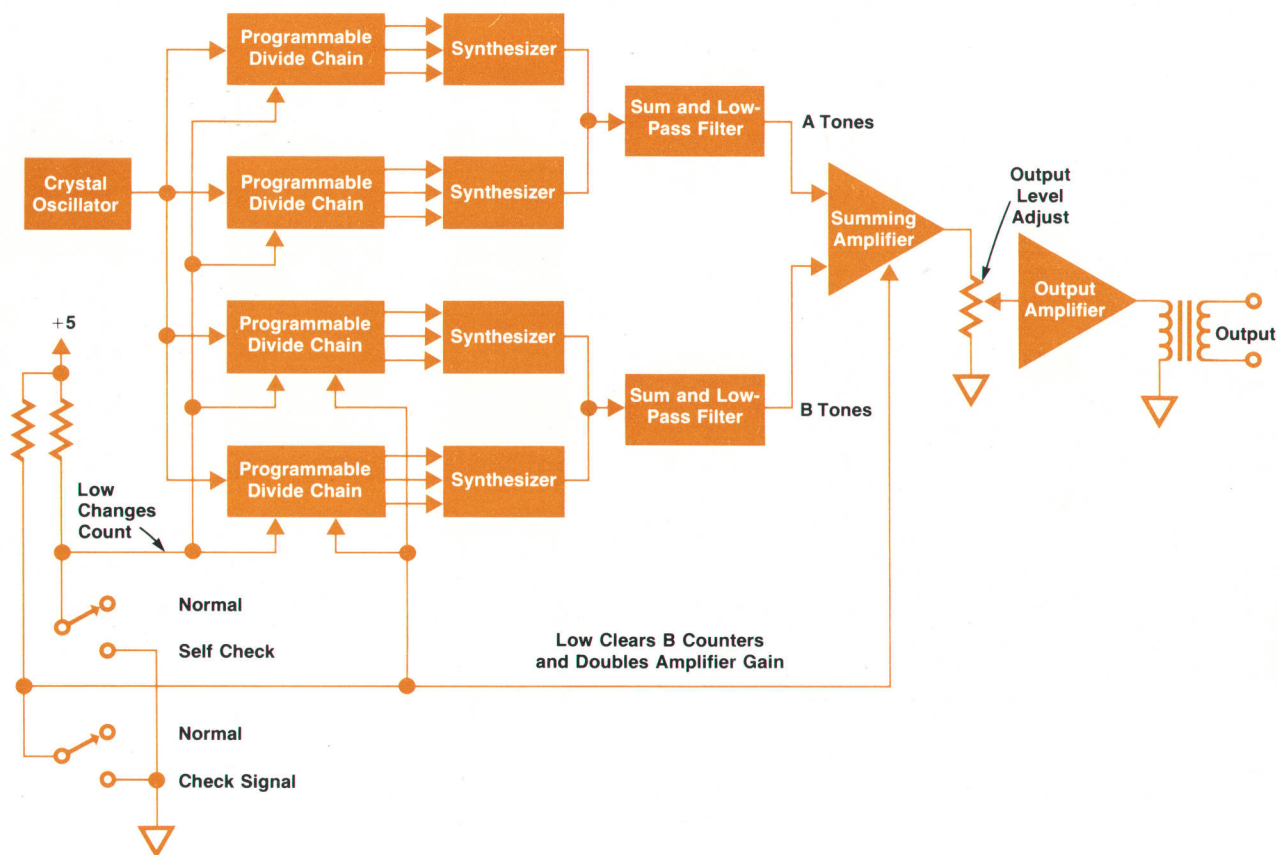 Programmable
Divide Chain
Synthesizer
Sum and Low-
Pass Filter
A Tones
Crystal
Oscillator
Programmable
Divide Chain
Synthesizer
Output
Level
Adjust
Summing
Amplifier
Output
Amplifier
Output
+5
Programmable
Divide Chain
Synthesizer
Sum and Low-
Pass Filter
B Tones
Programmable
Divide Chain
Synthesizer
Low
Changes
Count
Normal
Self Check
Low Clears B Counters
and Doubles Amplifier Gain
Normal
Check Signal